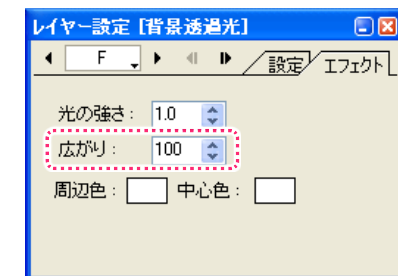 レイヤー設定 [背景透過光]
F 設定 エフェクト
光の強さ： 1.0
広がり： 100
周辺色： 中心色：